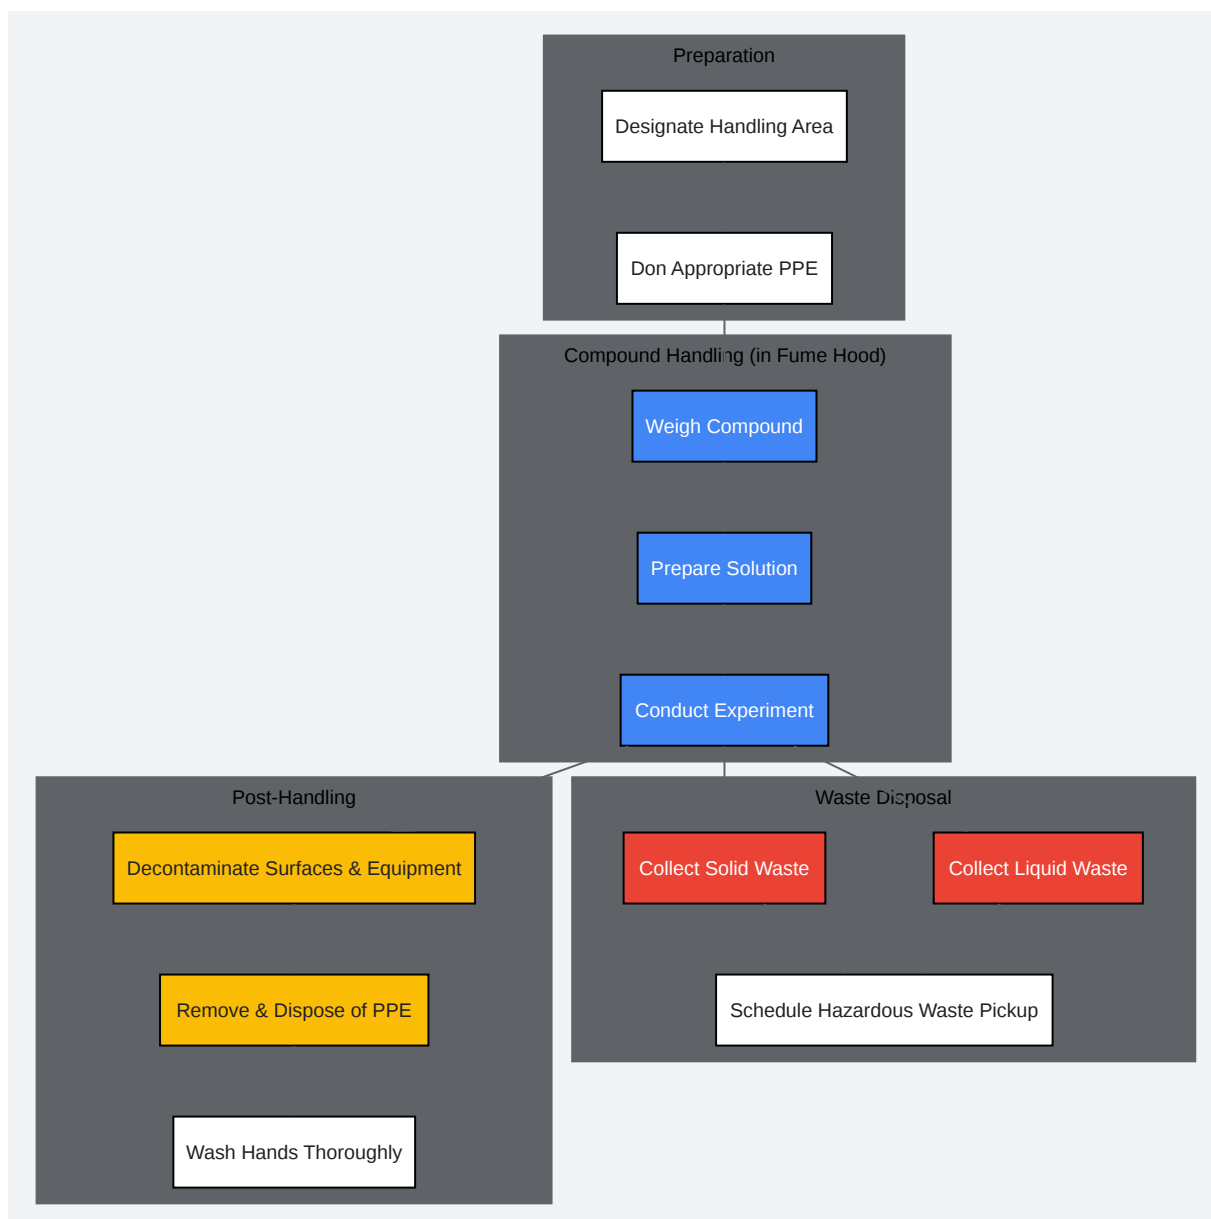 Preparation
Designate Handling Area
Don Appropriate PPE
Compound Handling (in Fume Hood)
Weigh Compound
Prepare Solution
Conduct Experiment
Post-Handling
Decontaminate Surfaces & Equipment
Remove & Dispose of PPE
Wash Hands Thoroughly
Waste Disposal
Collect Solid Waste
Collect Liquid Waste
Schedule Hazardous Waste Pickup